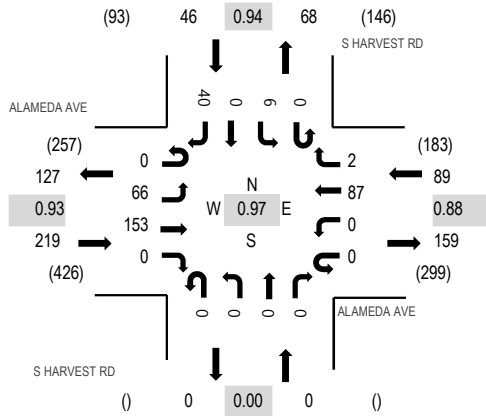 (93) 46 0.94 68 (146)
S HARVEST RD
ALAMEDA AVE
40 0 6 0
(257) (183)
0 2
127 89
66 N 87
0.93 W 0.97 E 0.88
153 0
219 S 159
0 0
(426) (299)
0 0 0 0
ALAMEDA AVE
S HARVEST RD
() 0 0.00 0 ()